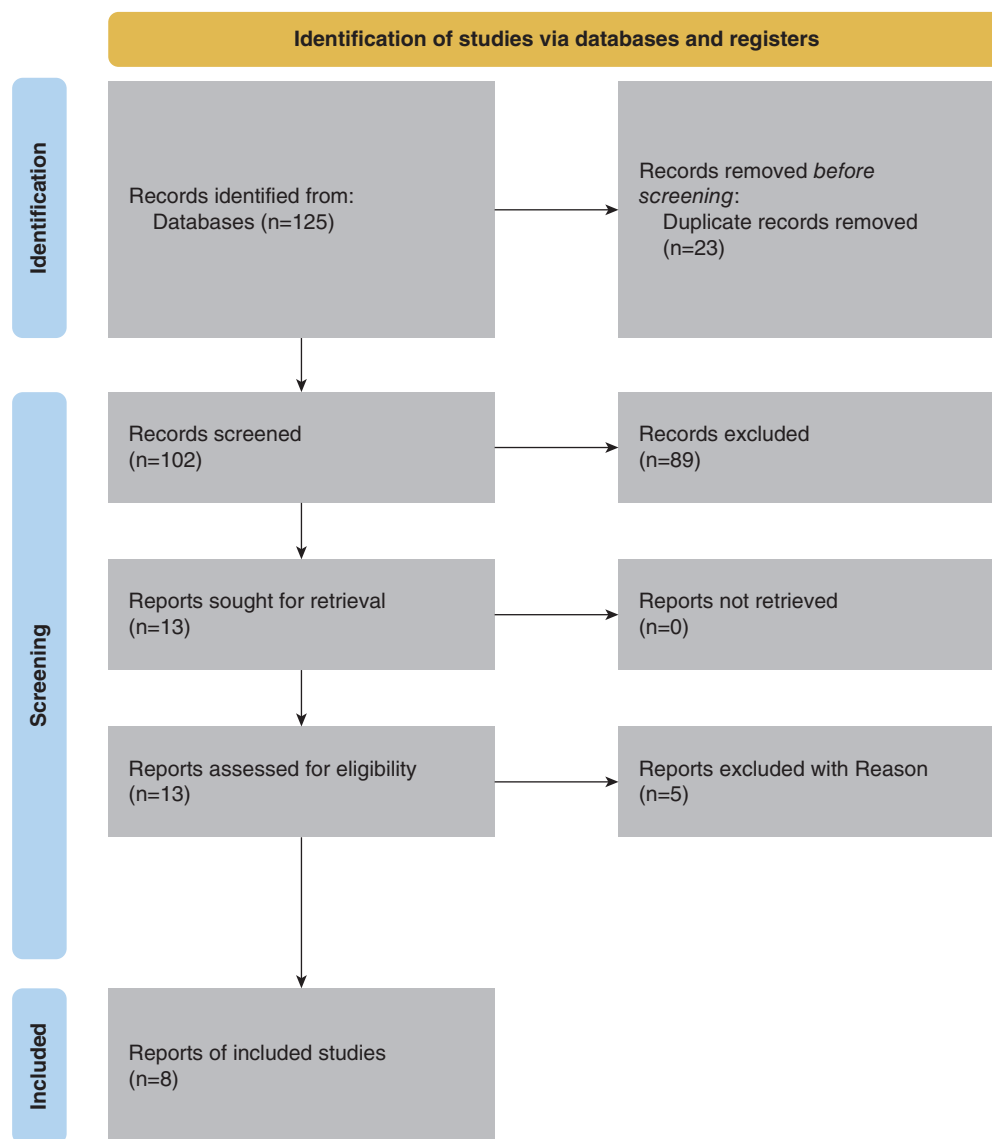 Identification of studies via databases and registers
Identification
Records identified from:
Databases (n=125)
Records removed before
screening:
Duplicate records removed
(n=23)
Screening
Records screened
(n=102)
Records excluded
(n=89)
Reports sought for retrieval
(n=13)
Reports not retrieved
(n=0)
Reports assessed for eligibility
(n=13)
Reports excluded with Reason
(n=5)
Included
Reports of included studies
(n=8)